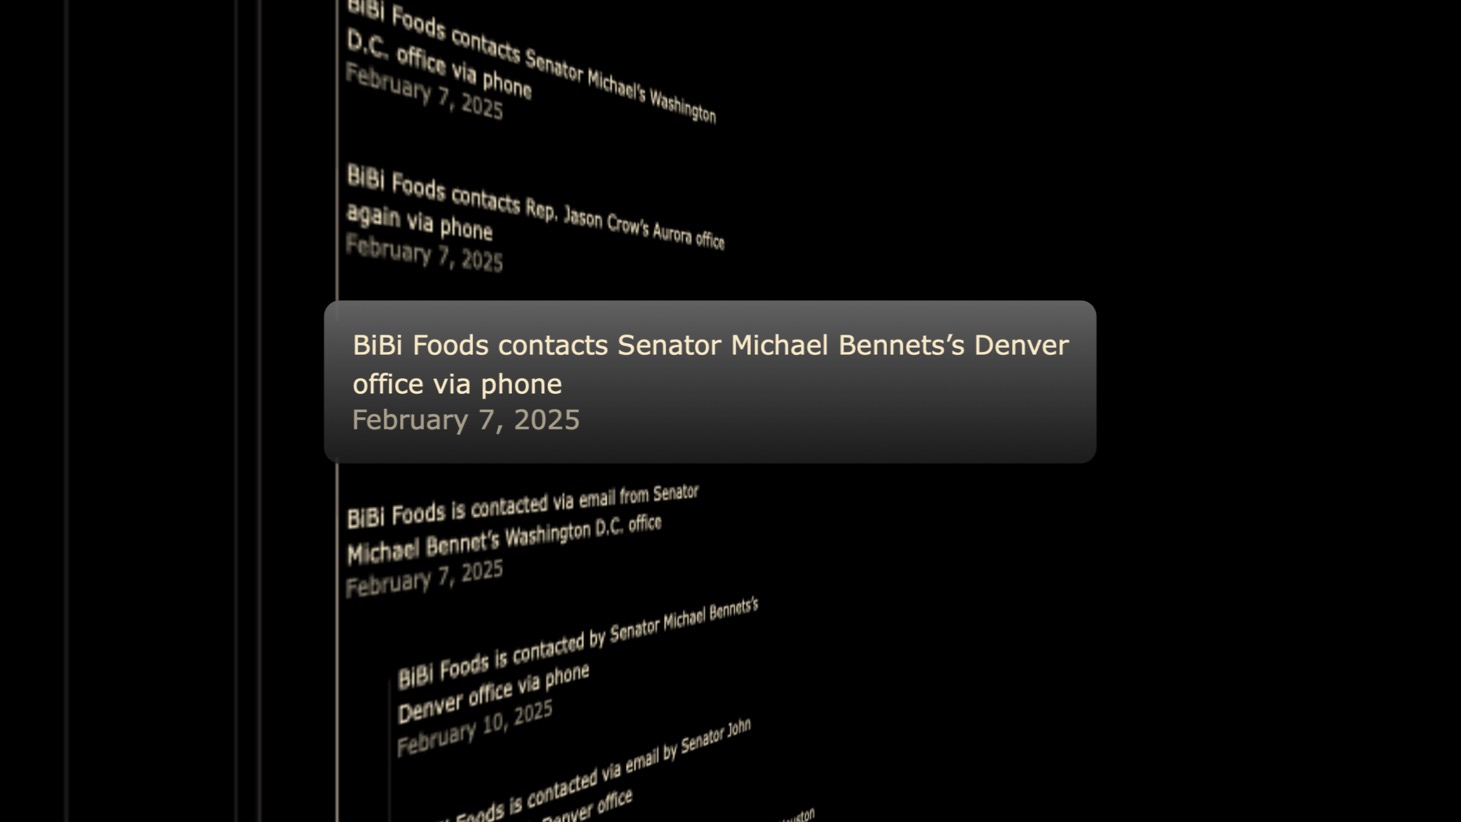 BiBi Foods contacts Senator Michael's Washington
D.C. office via phone
February 7, 2025
BiBi Foods contacts Rep. Jason Crow's Aurora office
again via phone
February 7, 2025
BiBi Foods contacts Senator Michael Bennets’s Denver
office via phone
February 7, 2025
BiBi Foods is contacted via email from Senator
Michael Bennet’s Washington D.C. office
February 7, 2025
BiBi Foods is contacted by Senator Michael Bennets’s
Denver office via phone
February 10, 2025
Foods is contacted via email by Senator John
Denver office